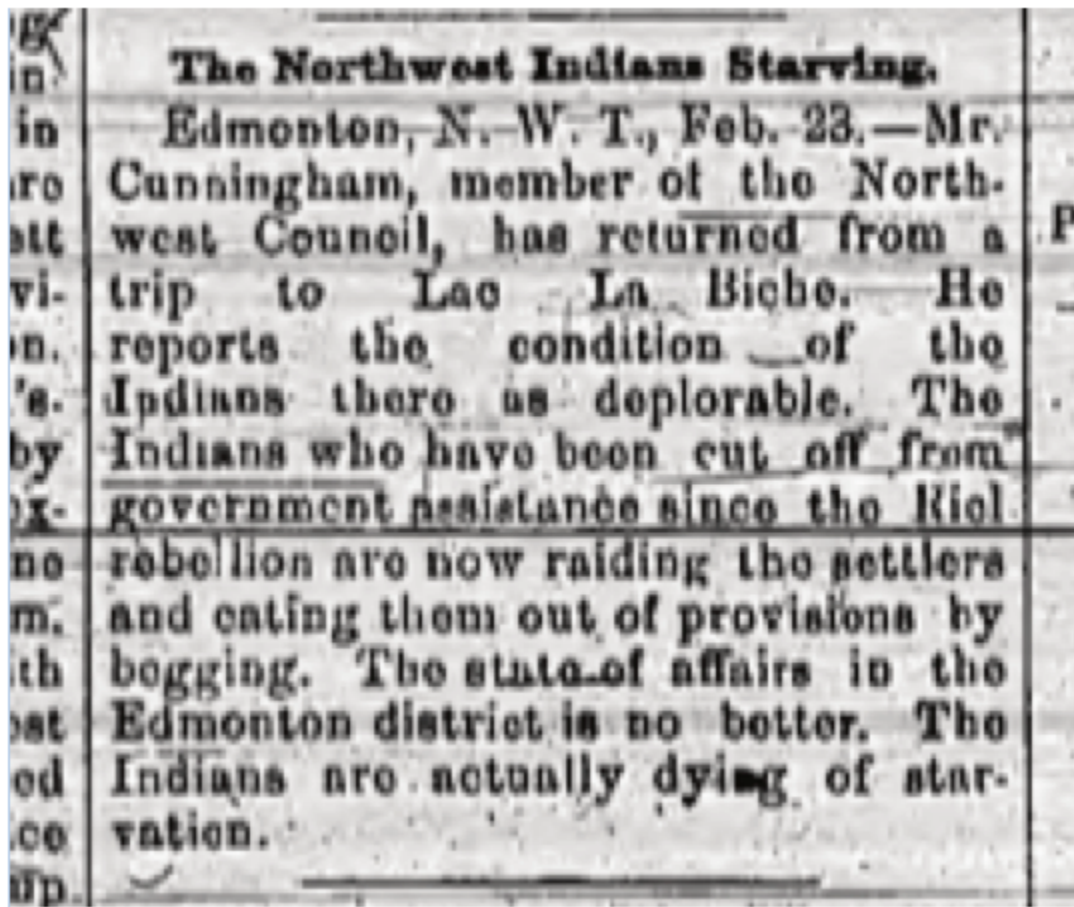 The Northwest Indians Starving.
Edmonton, N. W. T., Feb. 23.—Mr.
Cunningham, member of the North-
west Council, has returned from a
trip to Lac La Biche. He
reports the condition of the
Indians there as deplorable. The
Indians who have been cut off from
government assistance since the Riel
rebellion are now raiding the settlers
and eating them out of provisions by
begging. The state of affairs in the
Edmonton district is no better. The
Indians are actually dying of star-
vation.